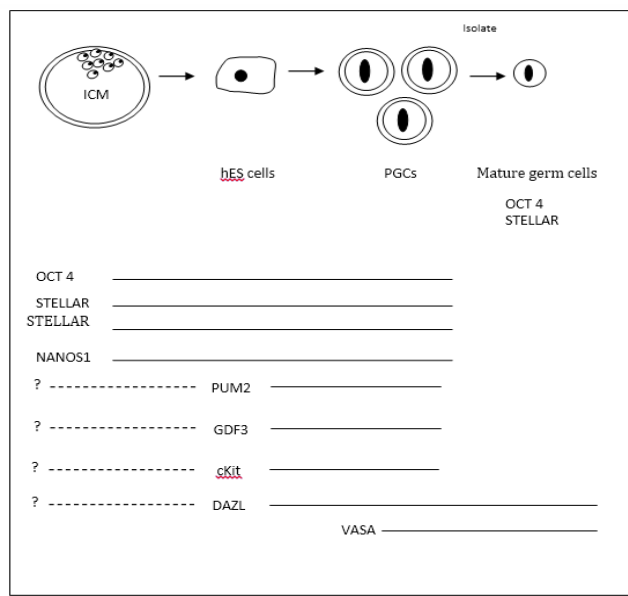 Isolate
ICM
hES cells
PGCs
Mature germ cells
OCT 4
STELLAR
OCT 4
STELLAR
STELLAR
NANOS1
? PUM2
? GDF3
? cKit
? DAZL
VASA